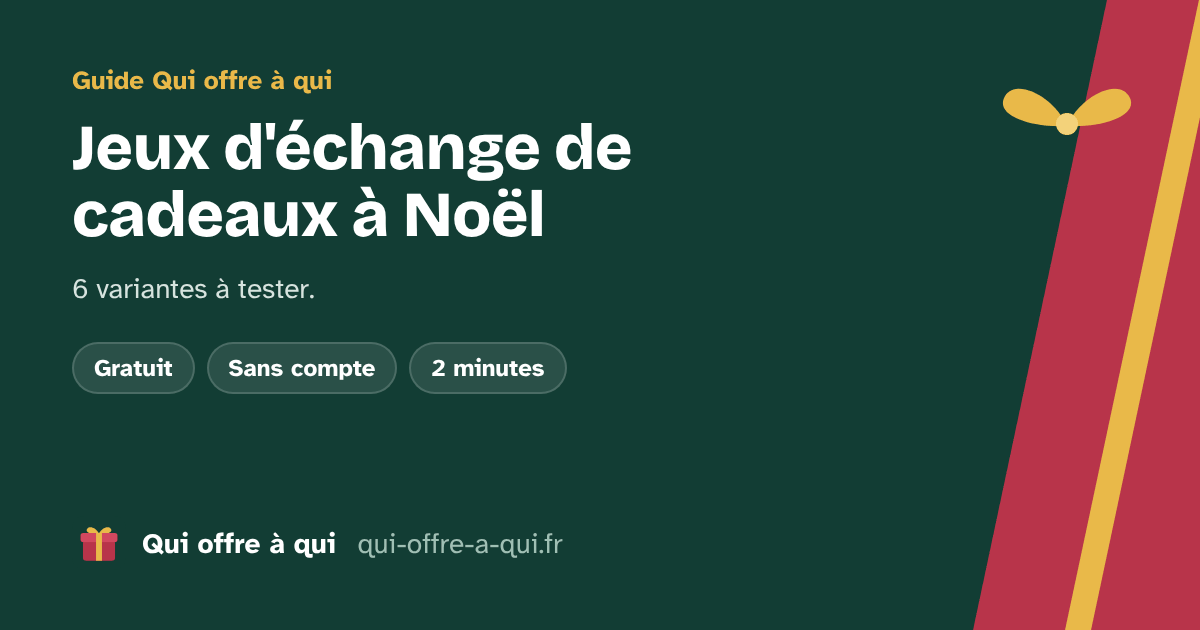 Guide Qui offre à qui
Jeux d'échange de
cadeaux à Noël
6 variantes à tester.
Gratuit Sans compte 2 minutes
Qui offre à qui qui-offre-a-qui.fr